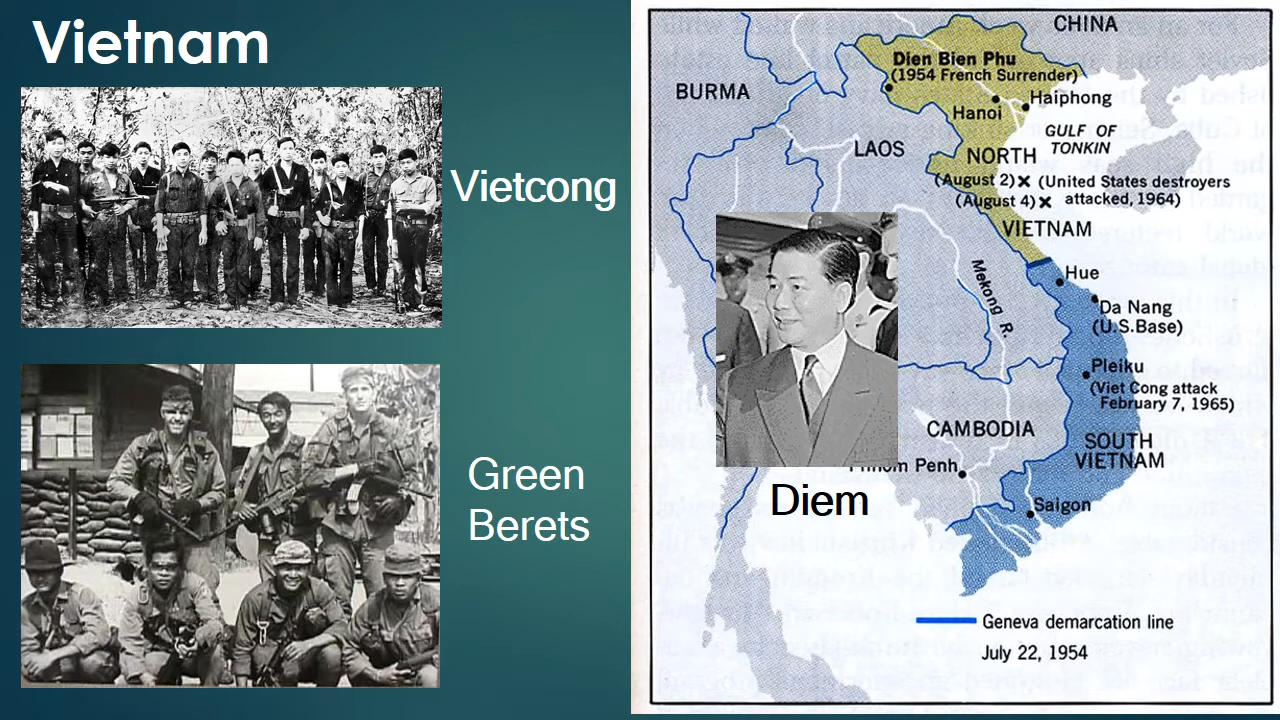 Vietnam
Vietcong
Green
Berets
CHINA
Dien Bien Phu
(1954 French Surrender)
BURMA
Hanoi
Haiphong
GULF OF
TONKIN
LAOS
NORTH
(August 2)x (United States destroyers
(August 4)x attacked, 1964)
VIETNAM
Mekong R.
Hue
Da Nang
(U.S.Base)
Pleiku
(Viet Cong attack
February 7, 1965)
CAMBODIA
SOUTH
VIETNAM
Penh
Saigon
Diem
Geneva demarcation line
July 22, 1954